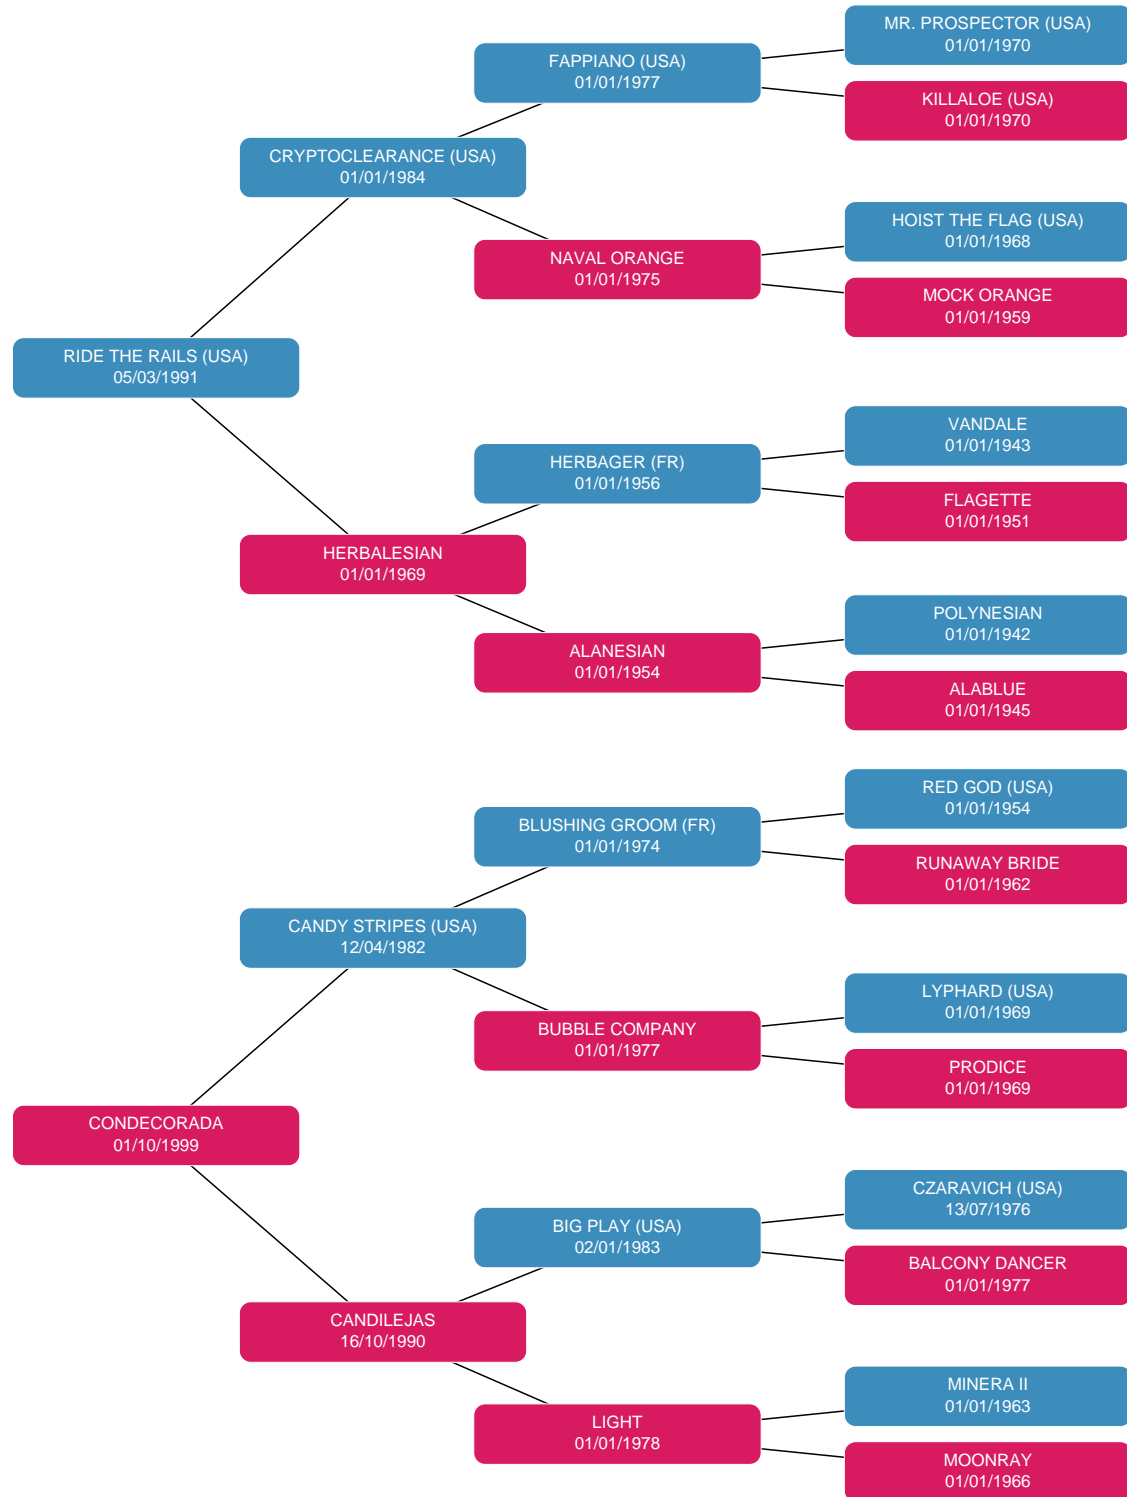 MR. PROSPECTOR (USA)
01/01/1970
FAPPIANO (USA)
01/01/1977
KILLALOE (USA)
01/01/1970
CRYPTOCLEARANCE (USA)
01/01/1984
HOIST THE FLAG (USA)
01/01/1968
NAVAL ORANGE
01/01/1975
MOCK ORANGE
01/01/1959
RIDE THE RAILS (USA)
05/03/1991
VANDALE
01/01/1943
HERBAGER (FR)
01/01/1956
FLAGETTE
01/01/1951
HERBALESIAN
01/01/1969
POLYNESIAN
01/01/1942
ALANESIAN
01/01/1954
ALABLUE
01/01/1945
RED GOD (USA)
01/01/1954
BLUSHING GROOM (FR)
01/01/1974
RUNAWAY BRIDE
01/01/1962
CANDY STRIPES (USA)
12/04/1982
LYPHARD (USA)
01/01/1969
BUBBLE COMPANY
01/01/1977
PRODICE
01/01/1969
CONDECORADA
01/10/1999
CZARAVICH (USA)
13/07/1976
BIG PLAY (USA)
02/01/1983
BALCONY DANCER
01/01/1977
CANDILEJAS
16/10/1990
MINERA II
01/01/1963
LIGHT
01/01/1978
MOONRAY
01/01/1966